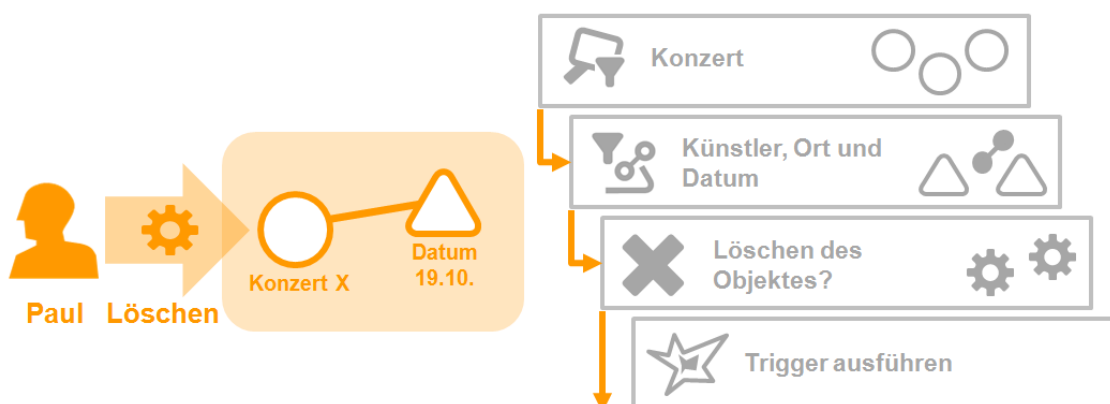 Paul
Löschen
Konzert X
Datum
19.10.
Konzert
Künstler, Ort und
Datum
Löschen des
Objektes?
Trigger ausführen